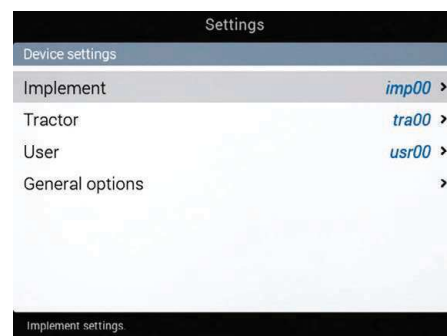 Settings
Device settings
Implement imp00 >
Tractor tra00 >
User usr00 >
General options >
Implement settings.